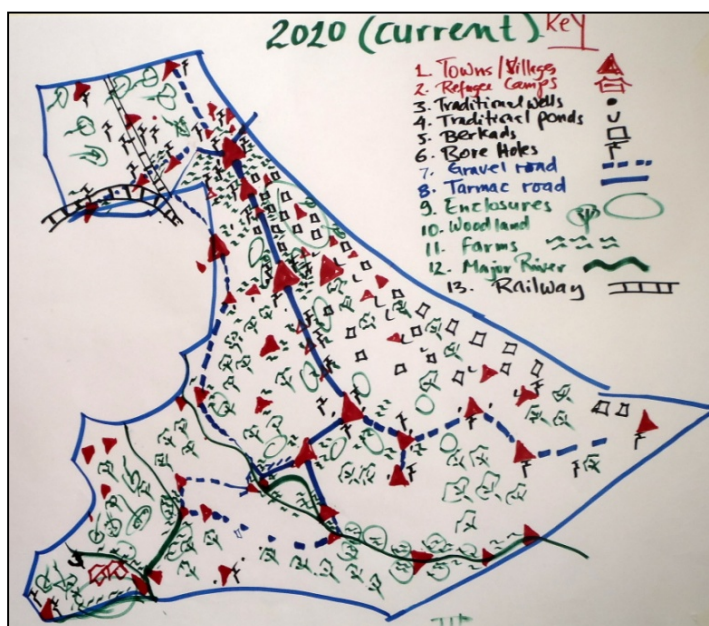 2020 (current)
Key
1. Towns/Villages
2. Refugee Camps
3. Traditional wells
4. Traditional ponds
5. Berkads
6. Bore Holes
7. Gravel road
8. Tarmac road
9. Enclosures
10. Woodland
11. Farms
12. Major River
13. Railway